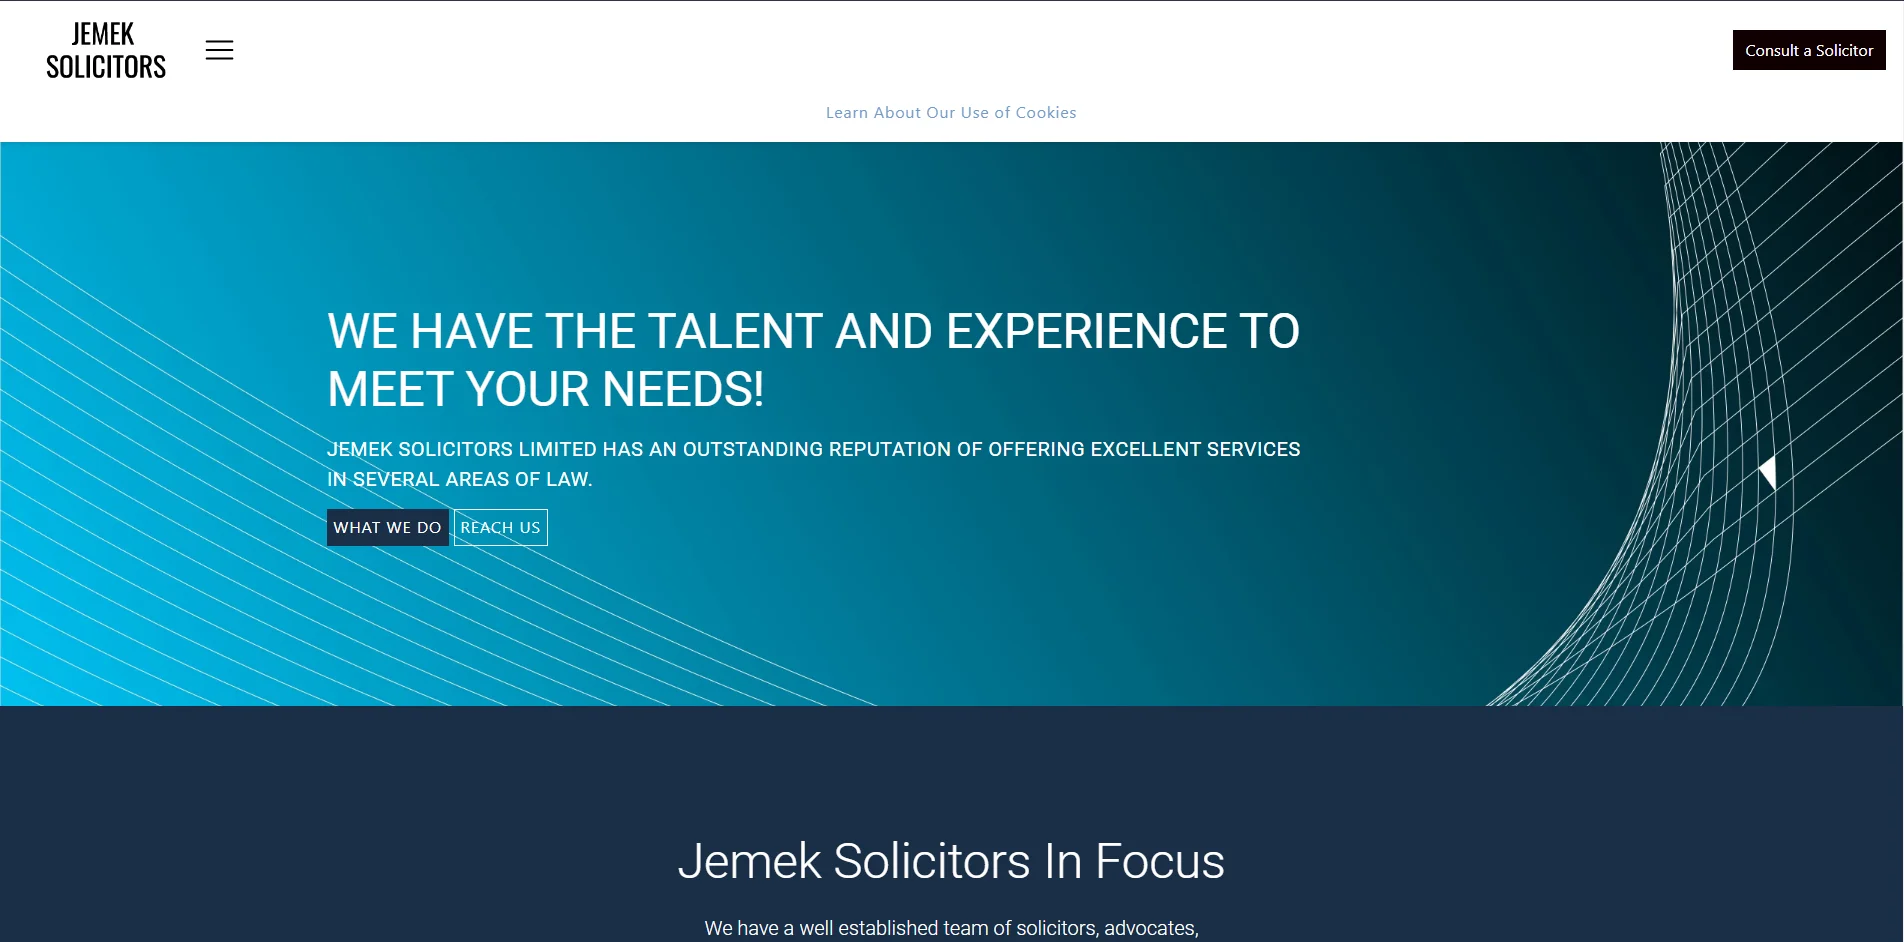 JEMEK
SOLICITORS
Consult a Solicitor
Learn About Our Use of Cookies
WE HAVE THE TALENT AND EXPERIENCE TO
MEET YOUR NEEDS!
JEMEK SOLICITORS LIMITED HAS AN OUTSTANDING REPUTATION OF OFFERING EXCELLENT SERVICES
IN SEVERAL AREAS OF LAW.
WHAT WE DO
REACH US
Jemek Solicitors In Focus
We have a well established team of solicitors, advocates,